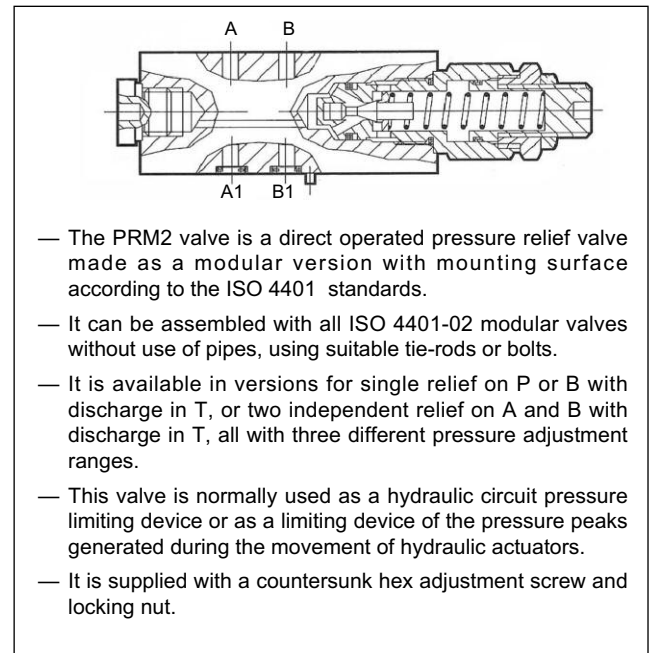 A B
A1 B1
— The PRM2 valve is a direct operated pressure relief valve
made as a modular version with mounting surface
according to the ISO 4401 standards.
— It can be assembled with all ISO 4401-02 modular valves
without use of pipes, using suitable tie-rods or bolts.
— It is available in versions for single relief on P or B with
discharge in T, or two independent relief on A and B with
discharge in T, all with three different pressure adjustment
ranges.
— This valve is normally used as a hydraulic circuit pressure
limiting device or as a limiting device of the pressure peaks
generated during the movement of hydraulic actuators.
— It is supplied with a countersunk hex adjustment screw and
locking nut.